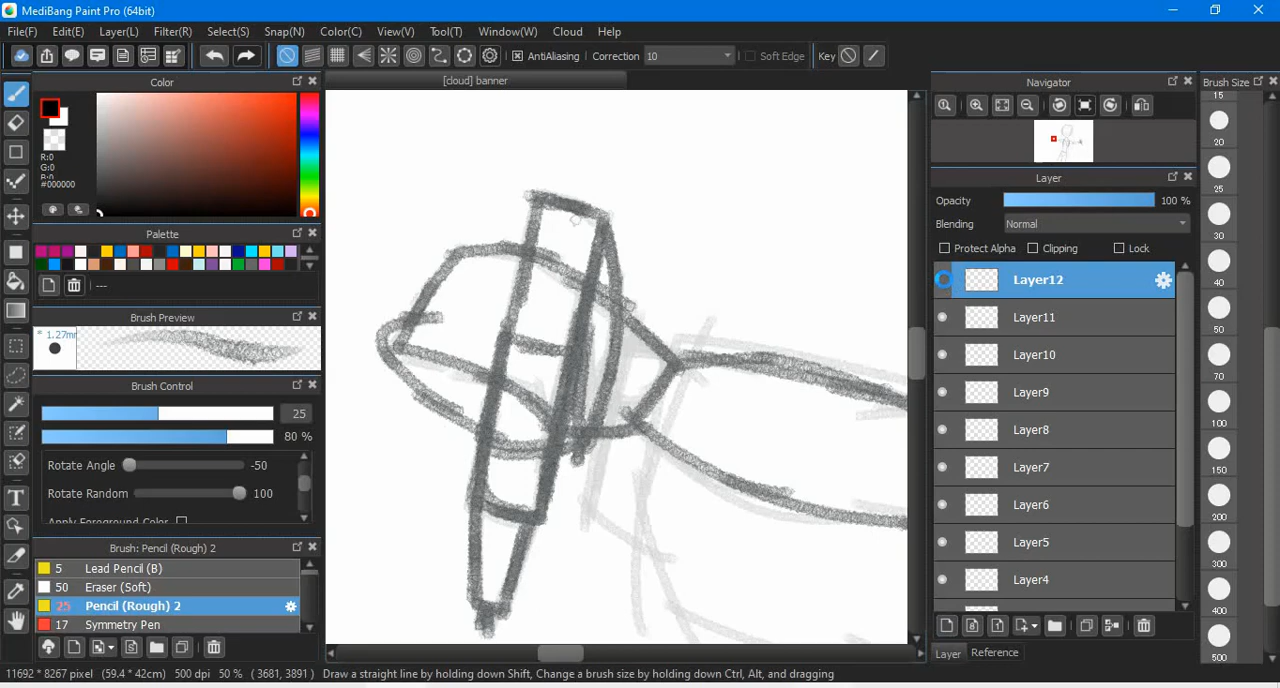 MediBang Paint Pro (64bit)
File(F) Edit(E) Layer(L) Filter(R) Select(S) Snap(N) Color(C) View(V) Tool(T) Window(W) Cloud Help
AntiAliasing Correction 10 Soft Edge Key
Color
R:0
G:0
B:0
#000000
Palette
---
Brush Preview
* 1.27mm
Brush Control
25
80 %
Rotate Angle -50
Rotate Random 100
Apply Foreground Color
Brush: Pencil (Rough) 2
5 Lead Pencil (B)
50 Eraser (Soft)
25 Pencil (Rough) 2
17 Symmetry Pen
[cloud] banner
Navigator
Layer
Opacity 100 %
Blending Normal
Protect Alpha Clipping Lock
Layer12
Layer11
Layer10
Layer9
Layer8
Layer7
Layer6
Layer5
Layer4
Layer Reference
Brush Size
15
20
25
30
40
50
70
100
150
200
300
400
500
11692 * 8267 pixel (59.4 * 42cm) 500 dpi 50 % ( 3681, 3891 ) Draw a straight line by holding down Shift, Change a brush size by holding down Ctrl, Alt, and dragging